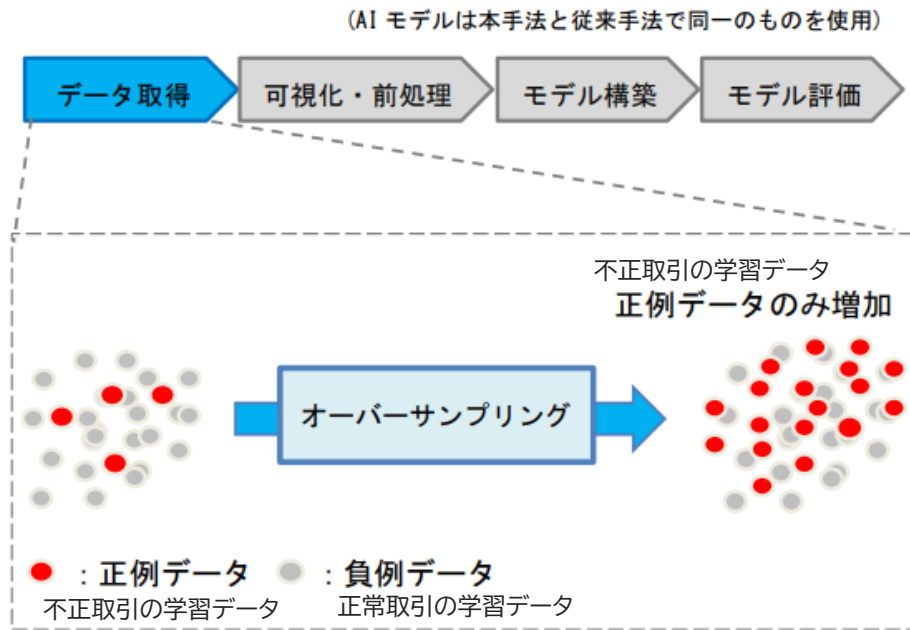 (AI モデルは本手法と従来手法で同一のものを使用)
データ取得
可視化・前処理
モデル構築
モデル評価
不正取引の学習データ
正例データのみ増加
オーバーサンプリング
：正例データ
：負例データ
不正取引の学習データ
正常取引の学習データ